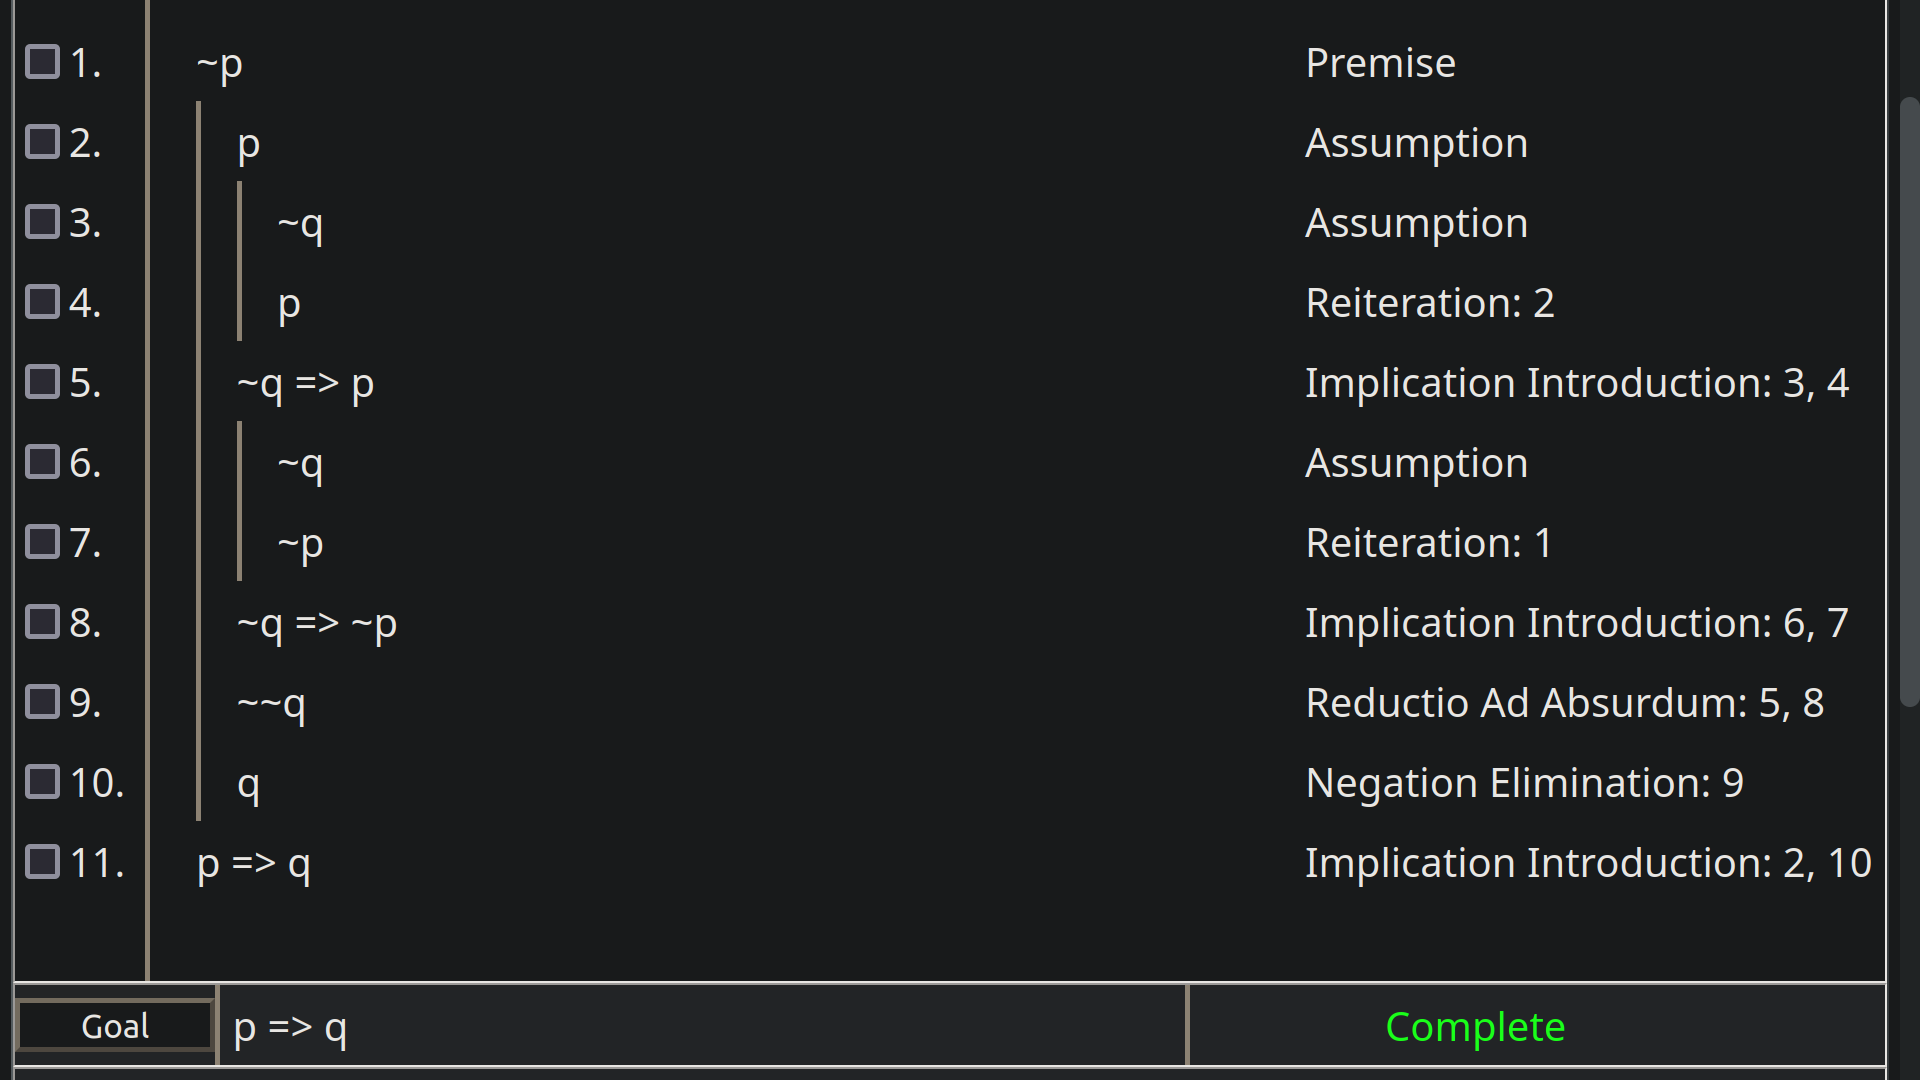 1. ~p Premise
2. p Assumption
3. ~q Assumption
4. p Reiteration: 2
5. ~q => p Implication Introduction: 3, 4
6. ~q Assumption
7. ~p Reiteration: 1
8. ~q => ~p Implication Introduction: 6, 7
9. ~~q Reductio Ad Absurdum: 5, 8
10. q Negation Elimination: 9
11. p => q Implication Introduction: 2, 10
Goal p => q Complete